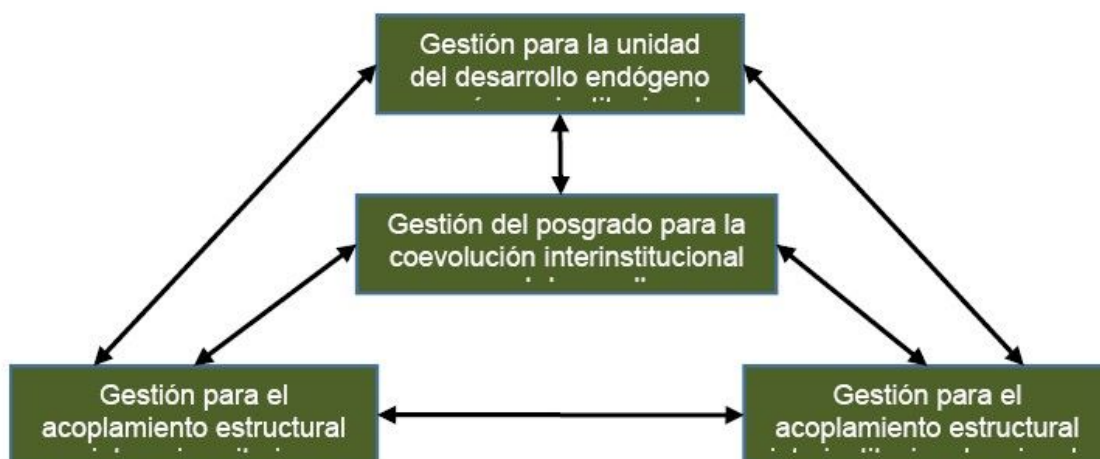 Gestión para la unidad
del desarrollo endógeno
Gestión del posgrado para la
coevolución interinstitucional
Gestión para el
acoplamiento estructural
Gestión para el
acoplamiento estructural